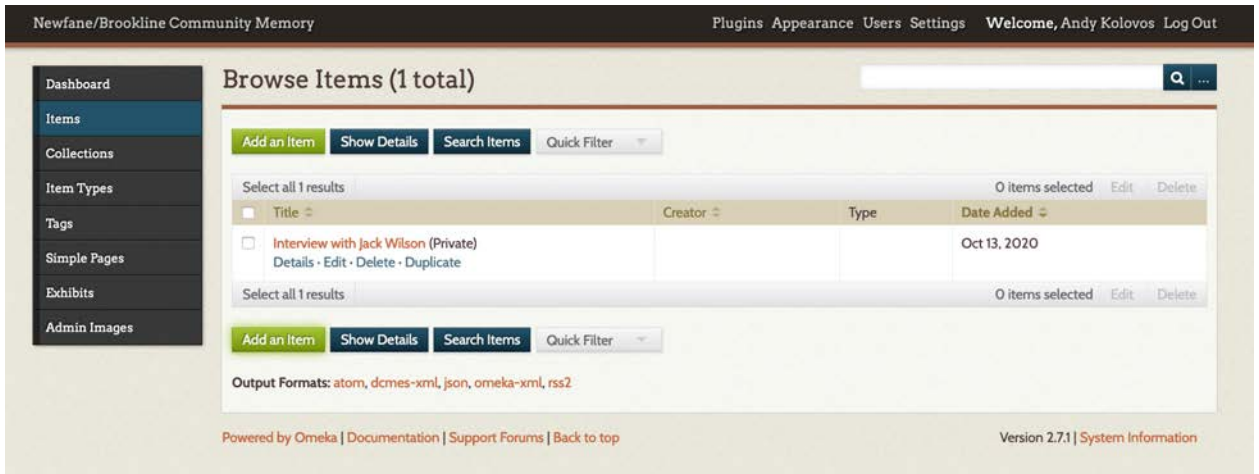 Newfane/Brookline Community Memory
Plugins Appearance Users Settings Welcome, Andy Kolovos Log Out
Dashboard
Items
Collections
Item Types
Tags
Simple Pages
Exhibits
Admin Images
Browse Items (1 total)
...
Add an Item Show Details Search Items Quick Filter
Select all 1 results 0 items selected Edit Delete
Title Creator Type Date Added
Interview with Jack Wilson (Private) Oct 13, 2020
Details · Edit · Delete · Duplicate
Select all 1 results 0 items selected Edit Delete
Add an Item Show Details Search Items Quick Filter
Output Formats: atom, dcmes-xml, json, omeka-xml, rss2
Powered by Omeka | Documentation | Support Forums | Back to top
Version 2.7.1 | System Information